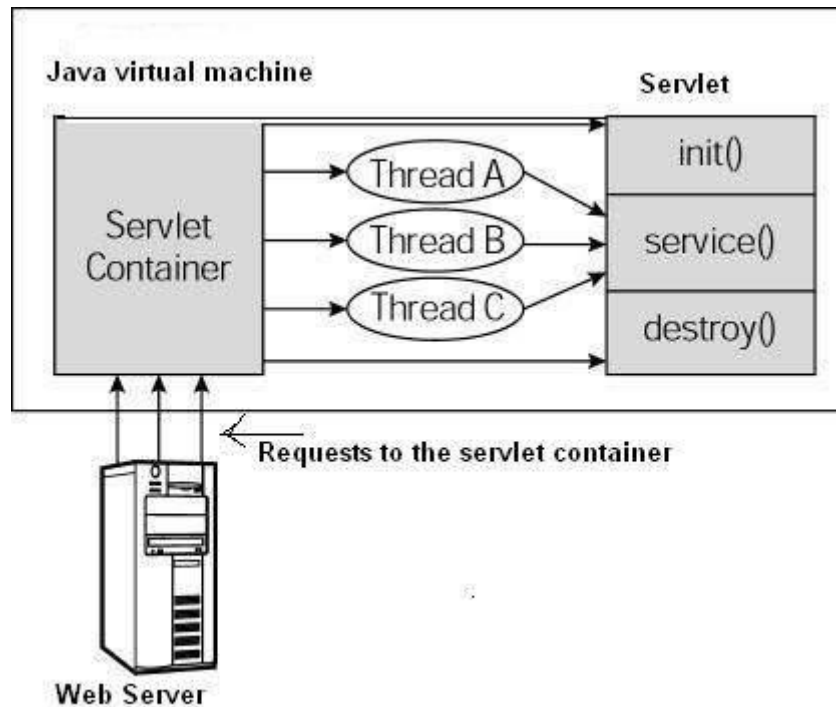 Java virtual machine
Servlet
init()
Thread A
Servlet
Container
Thread B
service()
Thread C
destroy()
Requests to the servlet container
Web Server